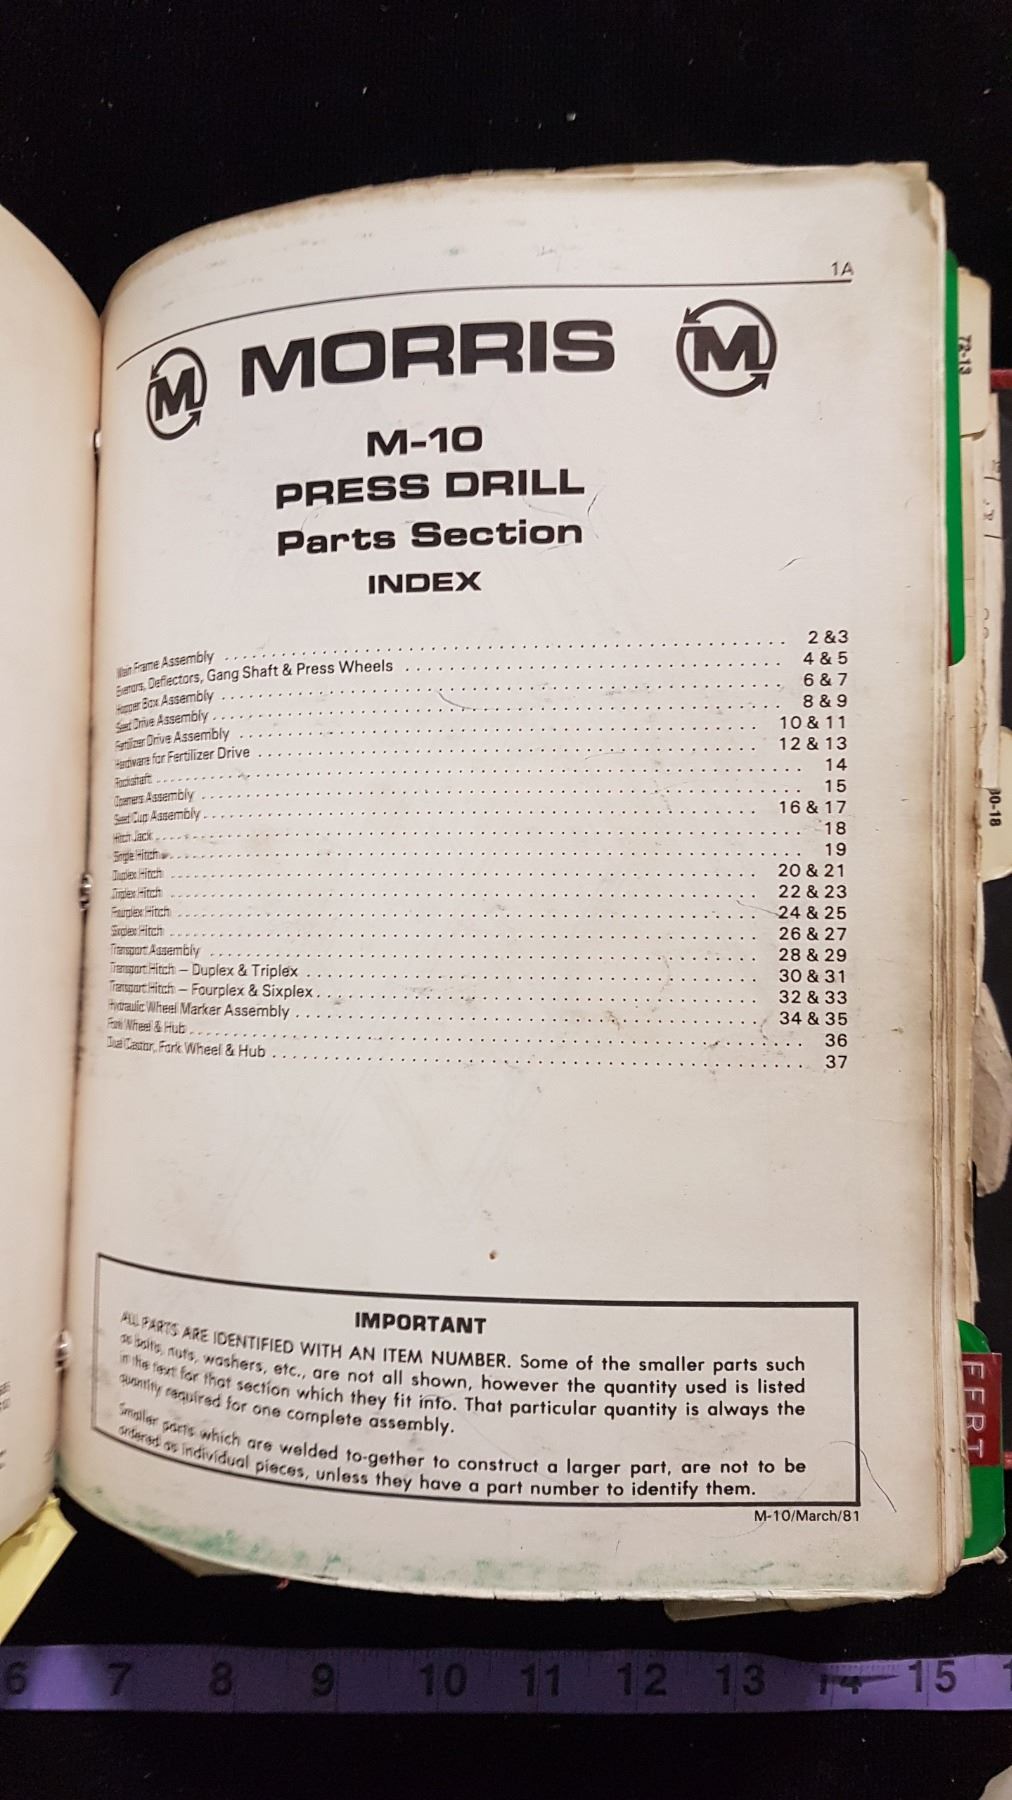 1A
M MORRIS M
M-10
PRESS DRILL
Parts Section
INDEX
Main Frame Assembly ........ 2 &3
Evenors, Deflectors, Gang Shaft & Press Wheels ........ 4 & 5
Hopper Box Assembly ........ 6 & 7
Seed Drive Assembly ........ 8 & 9
Fertilizer Drive Assembly ........ 10 & 11
Hardware for Fertilizer Drive ........ 12 & 13
Rockshaft ........ 14
Openers Assembly ........ 15
Seed Cup Assembly ........ 16 & 17
Hitch Jack ........ 18
Single Hitch ........ 19
Duplex Hitch ........ 20 & 21
Triplex Hitch ........ 22 & 23
Fourplex Hitch ........ 24 & 25
Sixplex Hitch ........ 26 & 27
Transport Assembly ........ 28 & 29
Transport Hitch — Duplex & Triplex ........ 30 & 31
Transport Hitch — Fourplex & Sixplex ........ 32 & 33
Hydraulic Wheel Marker Assembly ........ 34 & 35
Fork Wheel & Hub ........ 36
Dual Castor, Fork Wheel & Hub ........ 37
IMPORTANT
ALL PARTS ARE IDENTIFIED WITH AN ITEM NUMBER. Some of the smaller parts such
as bolts, nuts, washers, etc., are not all shown, however the quantity used is listed
in the text for that section which they fit into. That particular quantity is always the
quantity required for one complete assembly.
Smaller parts which are welded to-gether to construct a larger part, are not to be
ordered as individual pieces, unless they have a part number to identify them.
M-10/March/81
72-13
30-18
FERT
6 7 8 9 10 11 12 13 14 15